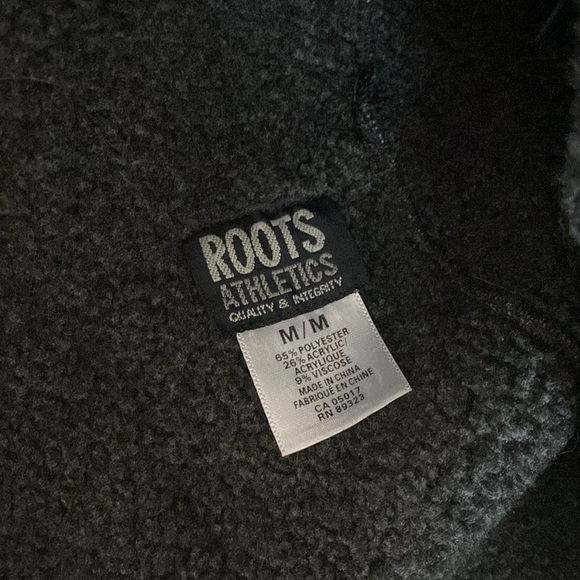 ROOTS
ATHLETICS
QUALITY & INTEGRITY
M/M
65% POLYESTER
26% ACRYLIC/
ACRYLIQUE
9% VISCOSE
MADE IN CHINA
FABRIQUÉ EN CHINE
CA 05017
RN 89323